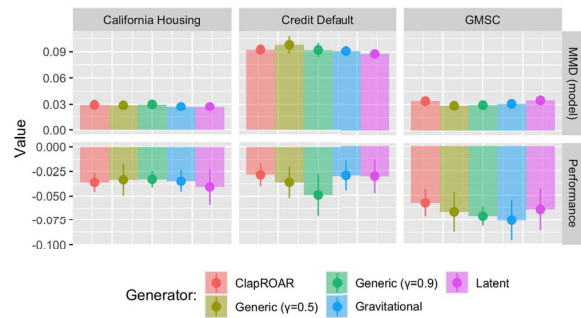 California Housing
Credit Default
GMSC
0.09
0.06
0.03
0.00
MMD (model)
Value
0.000
-0.025
-0.050
-0.075
-0.100
Performance
Generator:
ClapROAR
Generic (γ=0.9)
Latent
Generic (γ=0.5)
Gravitational